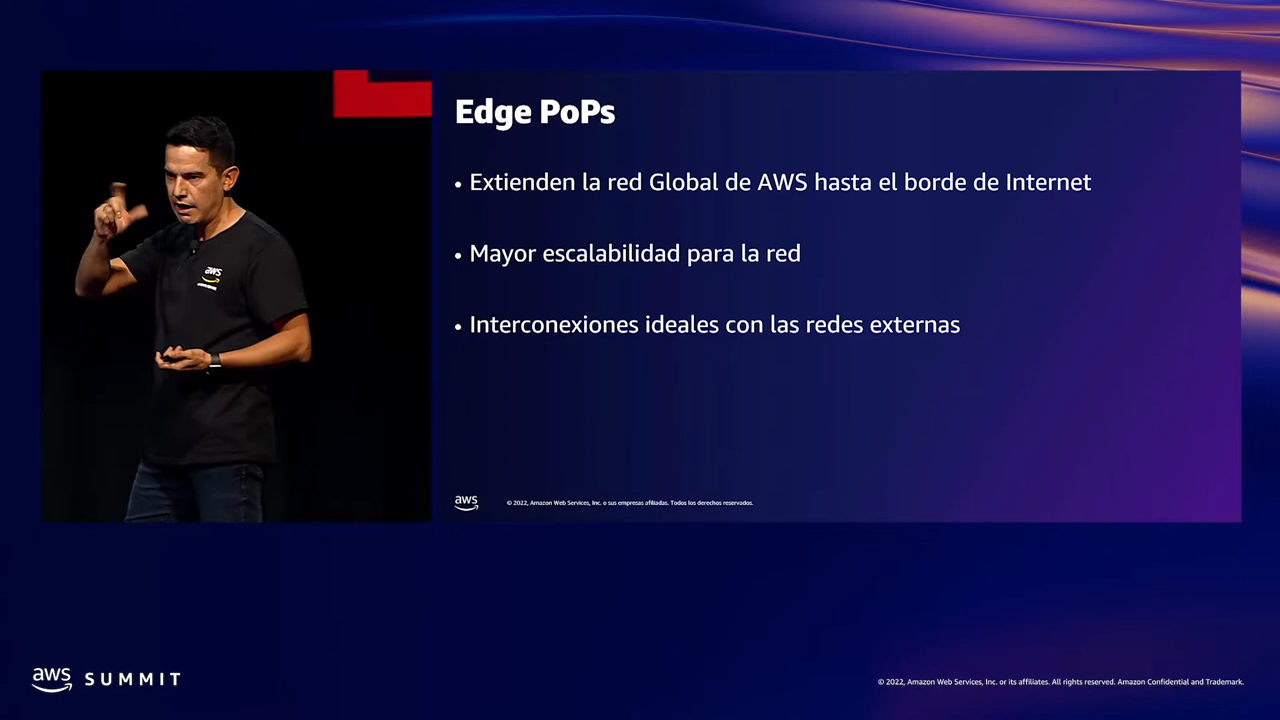 Edge PoPs
• Extienden la red Global de AWS hasta el borde de Internet
• Mayor escalabilidad para la red
• Interconexiones ideales con las redes externas
aws
aws
© 2022, Amazon Web Services, Inc. o sus empresas afiliadas. Todos los derechos reservados.
aws SUMMIT
© 2022, Amazon Web Services, Inc. or its affiliates. All rights reserved. Amazon Confidential and Trademark.